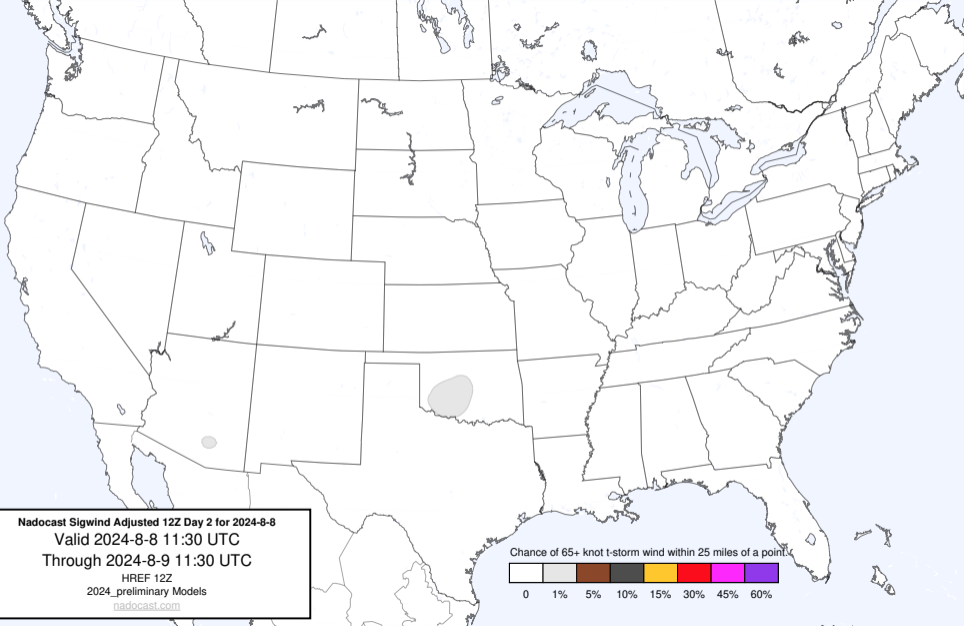 Nadocast Sigwind Adjusted 12Z Day 2 for 2024-8-8
Valid 2024-8-8 11:30 UTC
Through 2024-8-9 11:30 UTC
HREF 12Z
2024_preliminary Models
nadocast.com
Chance of 65+ knot t-storm wind within 25 miles of a point.
0 1% 5% 10% 15% 30% 45% 60%